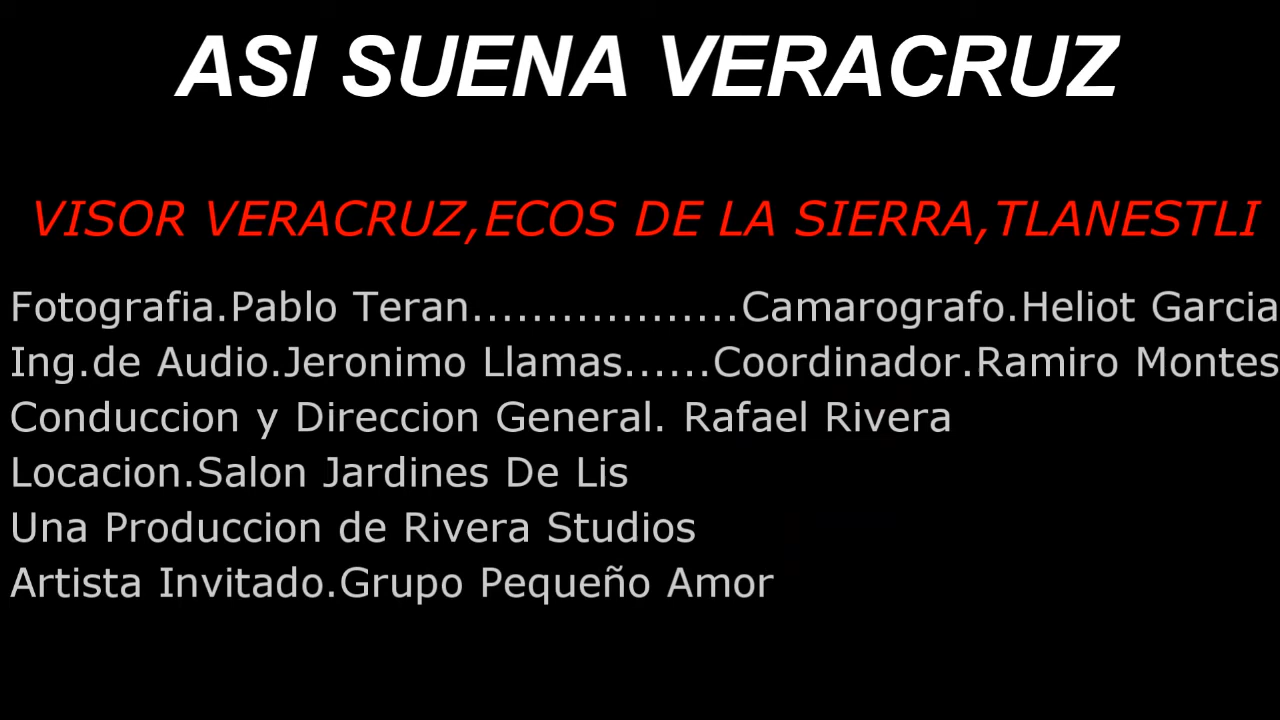 ASI SUENA VERACRUZ
VISOR VERACRUZ,ECOS DE LA SIERRA,TLANESTLI
Fotografia.Pablo Teran..................Camarografo.Heliot Garcia
Ing.de Audio.Jeronimo Llamas......Coordinador.Ramiro Montes
Conduccion y Direccion General. Rafael Rivera
Locacion.Salon Jardines De Lis
Una Produccion de Rivera Studios
Artista Invitado.Grupo Pequeño Amor